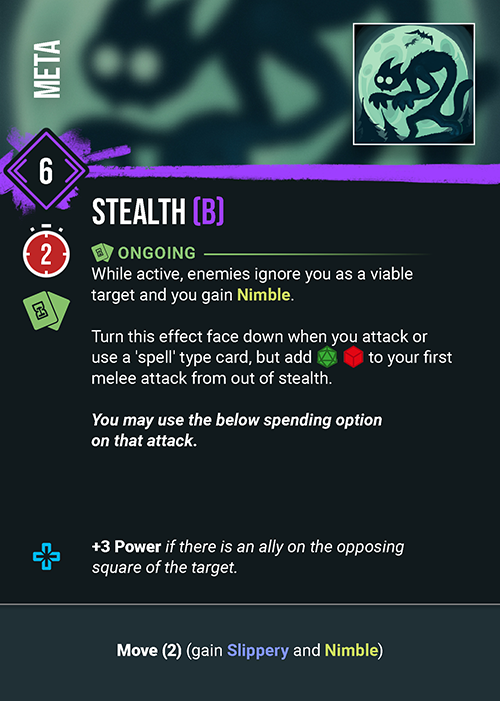 META
6
STEALTH (B)
2
ONGOING
While active, enemies ignore you as a viable
target and you gain Nimble.
Turn this effect face down when you attack or
use a 'spell' type card, but add to your first
melee attack from out of stealth.
You may use the below spending option
on that attack.
+3 Power if there is an ally on the opposing
square of the target.
Move (2) (gain Slippery and Nimble)